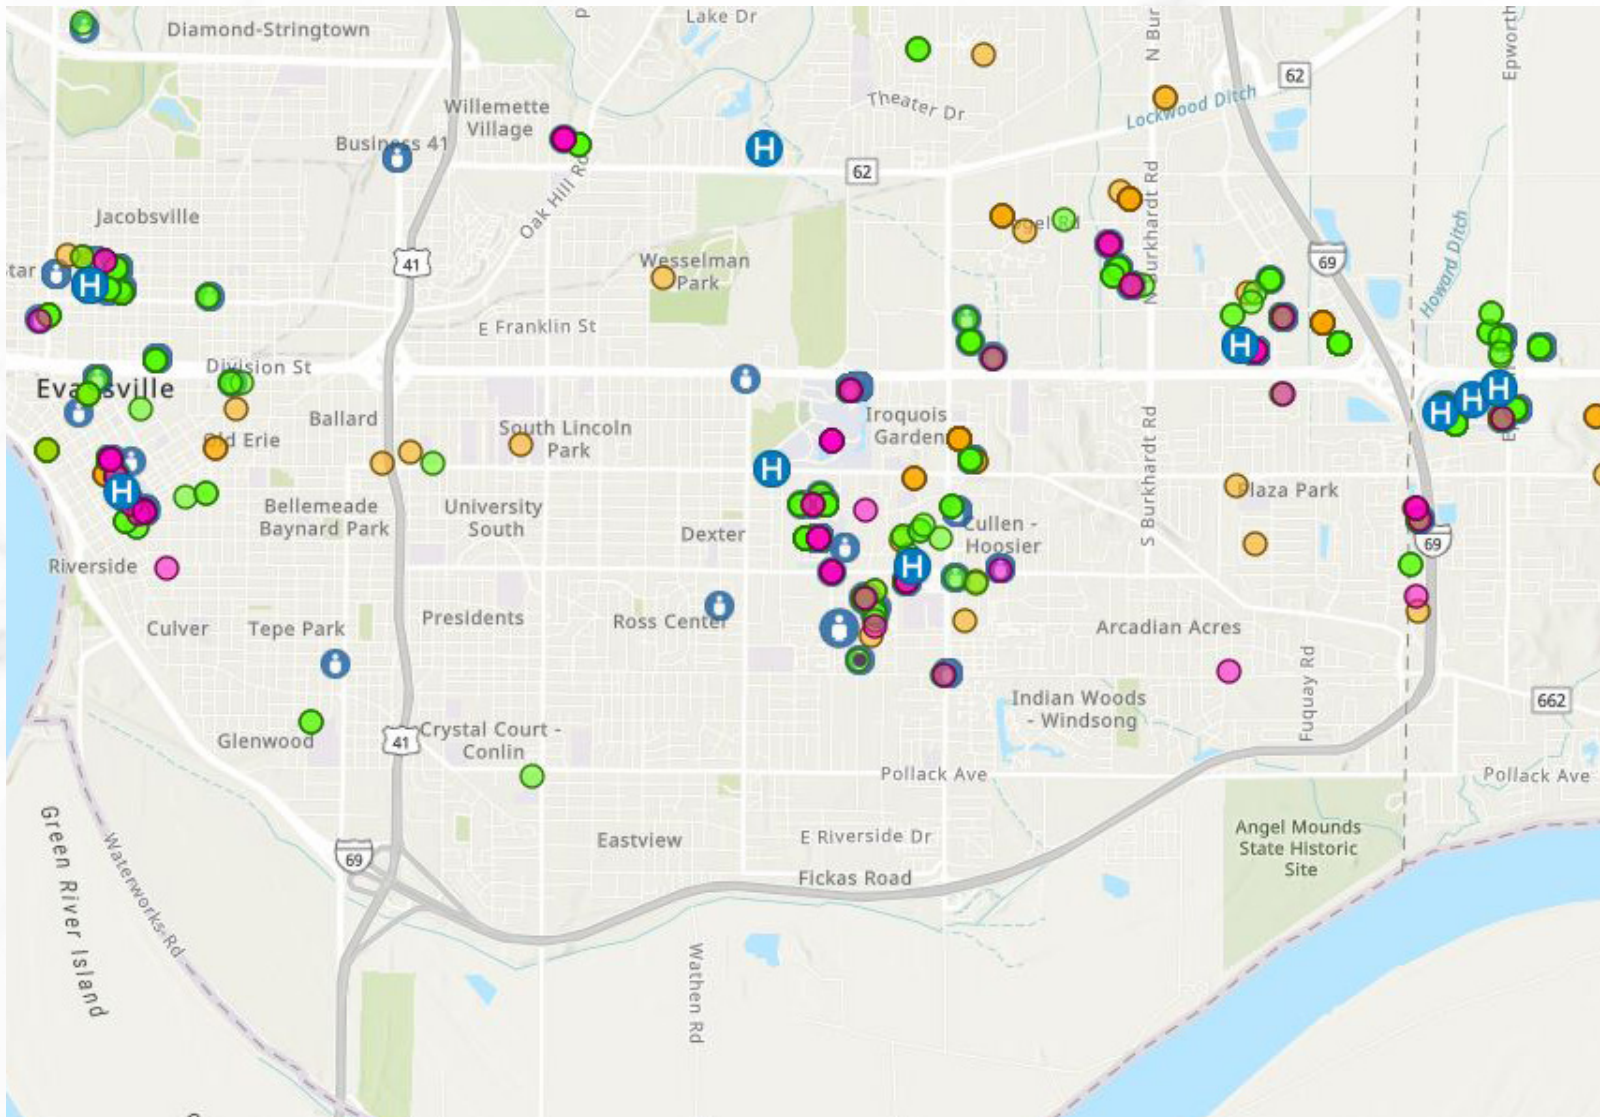 Diamond-Stringtown
Lake Dr
N Bur
Epworth
62
Theater Dr
Lockwood Ditch
Willemette
Village
Business 41
H
62
Oak Hill Rd
N Burkhardt Rd
Jacobsville
Howard Ditch
41
69
Wesselman
Park
H
E Franklin St
H
Division St
Evansville
H
H
H
Ballard
Iroquois
Garden
Old Erie
South Lincoln
Park
H
S Burkhardt Rd
H
Plaza Park
Bellemeade
Baynard Park
University
South
Dexter
Cullen -
Hoosier
69
Riverside
H
Presidents
Ross Center
Culver
Tepe Park
Arcadian Acres
Fuquay Rd
Indian Woods
- Windsong
662
Glenwood
41
Crystal Court -
Conlin
Pollack Ave
Pollack Ave
Green River Island
Waterworks Rd
Eastview
E Riverside Dr
Angel Mounds
State Historic
Site
69
Fickas Road
Wathen Rd